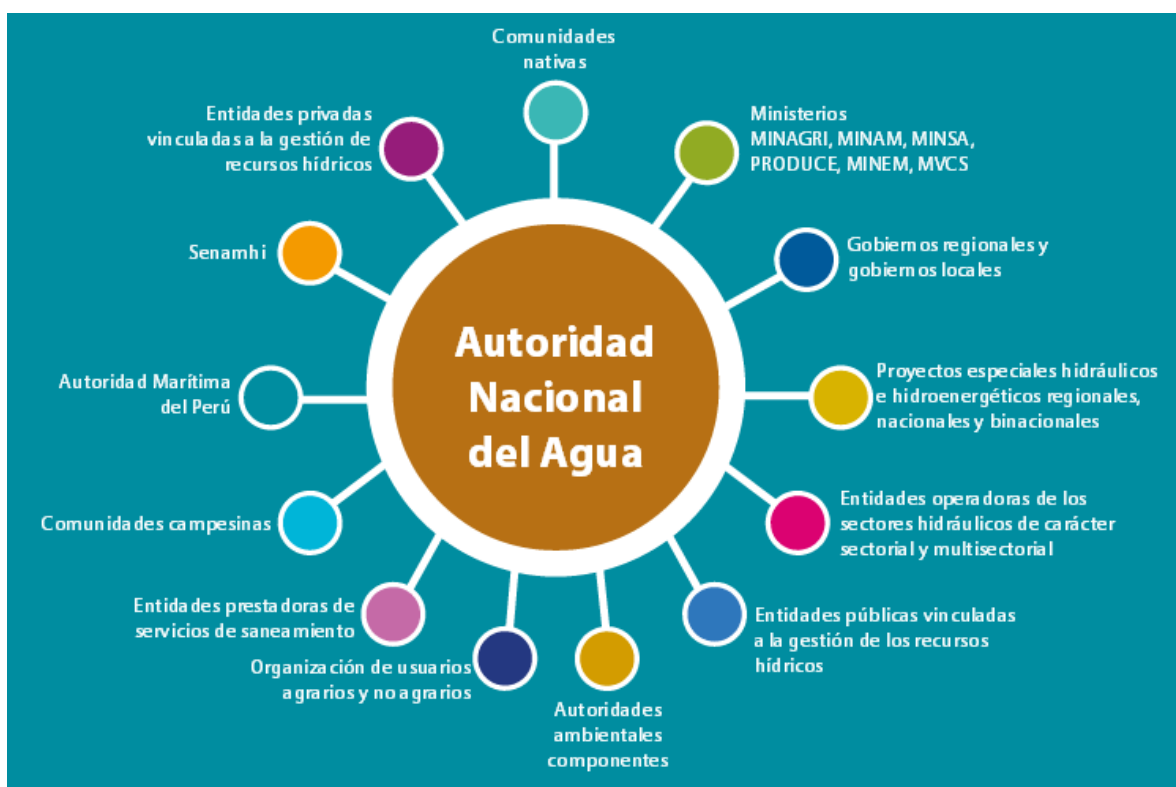 Comunidades
nativas
Ministerios
MINAGRI, MINAM, MINSA,
PRODUCE, MINEM, MVCS
Gobiernos regionales y
gobiernos locales
Proyectos especiales hidráulicos
e hidroenergéticos regionales,
nacionales y binacionales
Entidades operadoras de los
sectores hidráulicos de carácter
sectorial y multisectorial
Entidades públicas vinculadas
a la gestión de los recursos
hídricos
Autoridades
ambientales
componentes
Organización de usuarios
agrarios y no agrarios
Entidades prestadoras de
servicios de saneamiento
Comunidades campesinas
Autoridad Marítima
del Perú
Senamhi
Entidades privadas
vinculadas a la gestión de
recursos hídricos
Autoridad
Nacional
del Agua